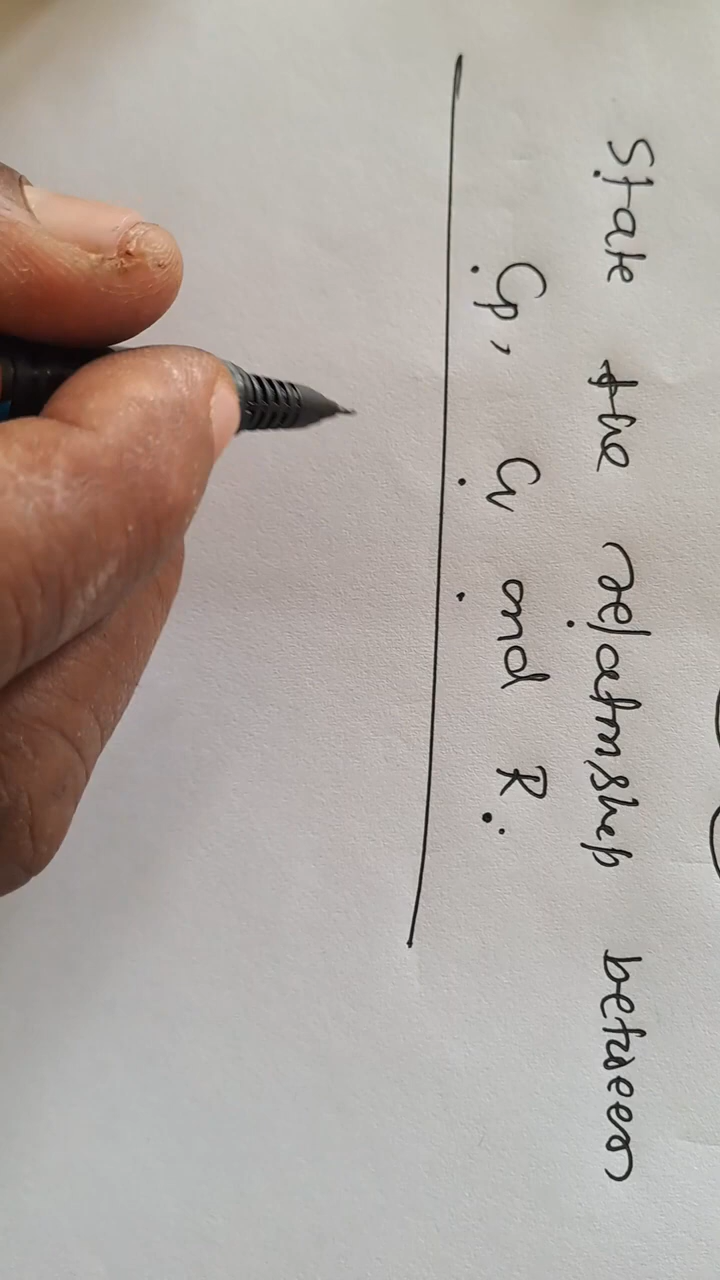 State the relationship between
Cp, Cv and R.